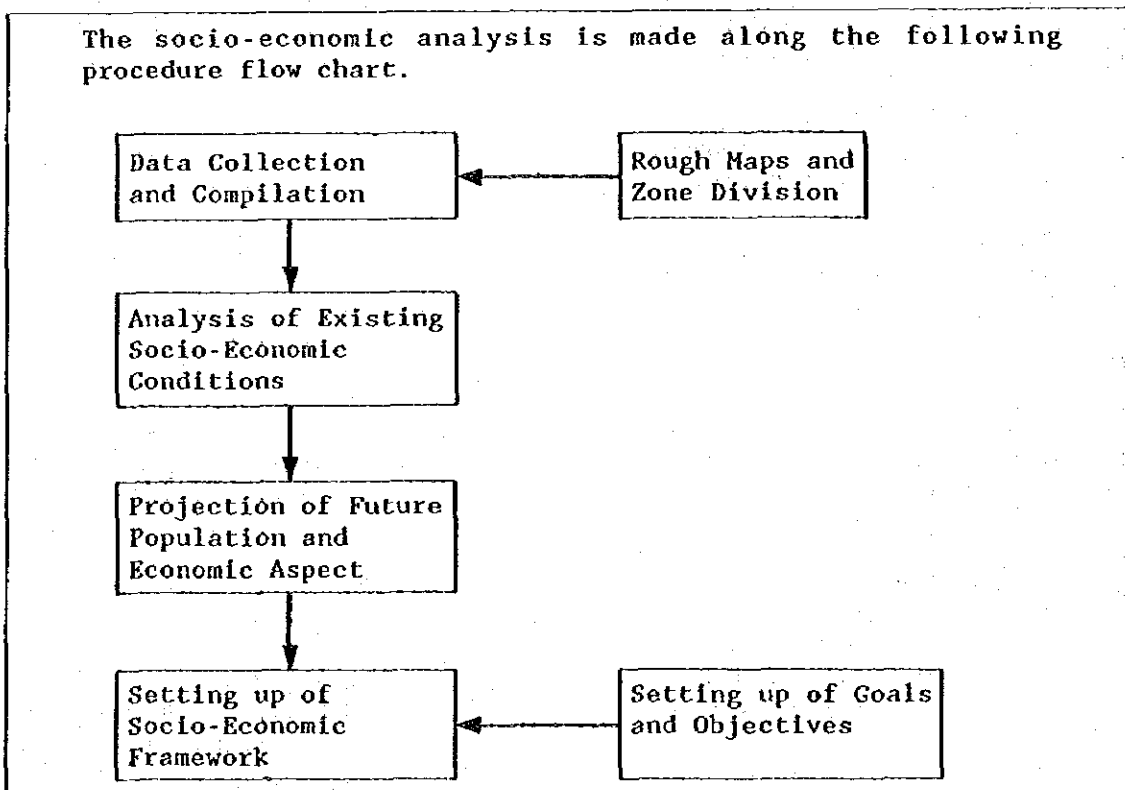 The socio-economic analysis is made along the following
procedure flow chart.
Data Collection
and Compilation
Rough Maps and
Zone Division
Analysis of Existing
Socio-Economic
Conditions
Projection of Future
Population and
Economic Aspect
Setting up of
Socio-Economic
Framework
Setting up of Goals
and Objectives